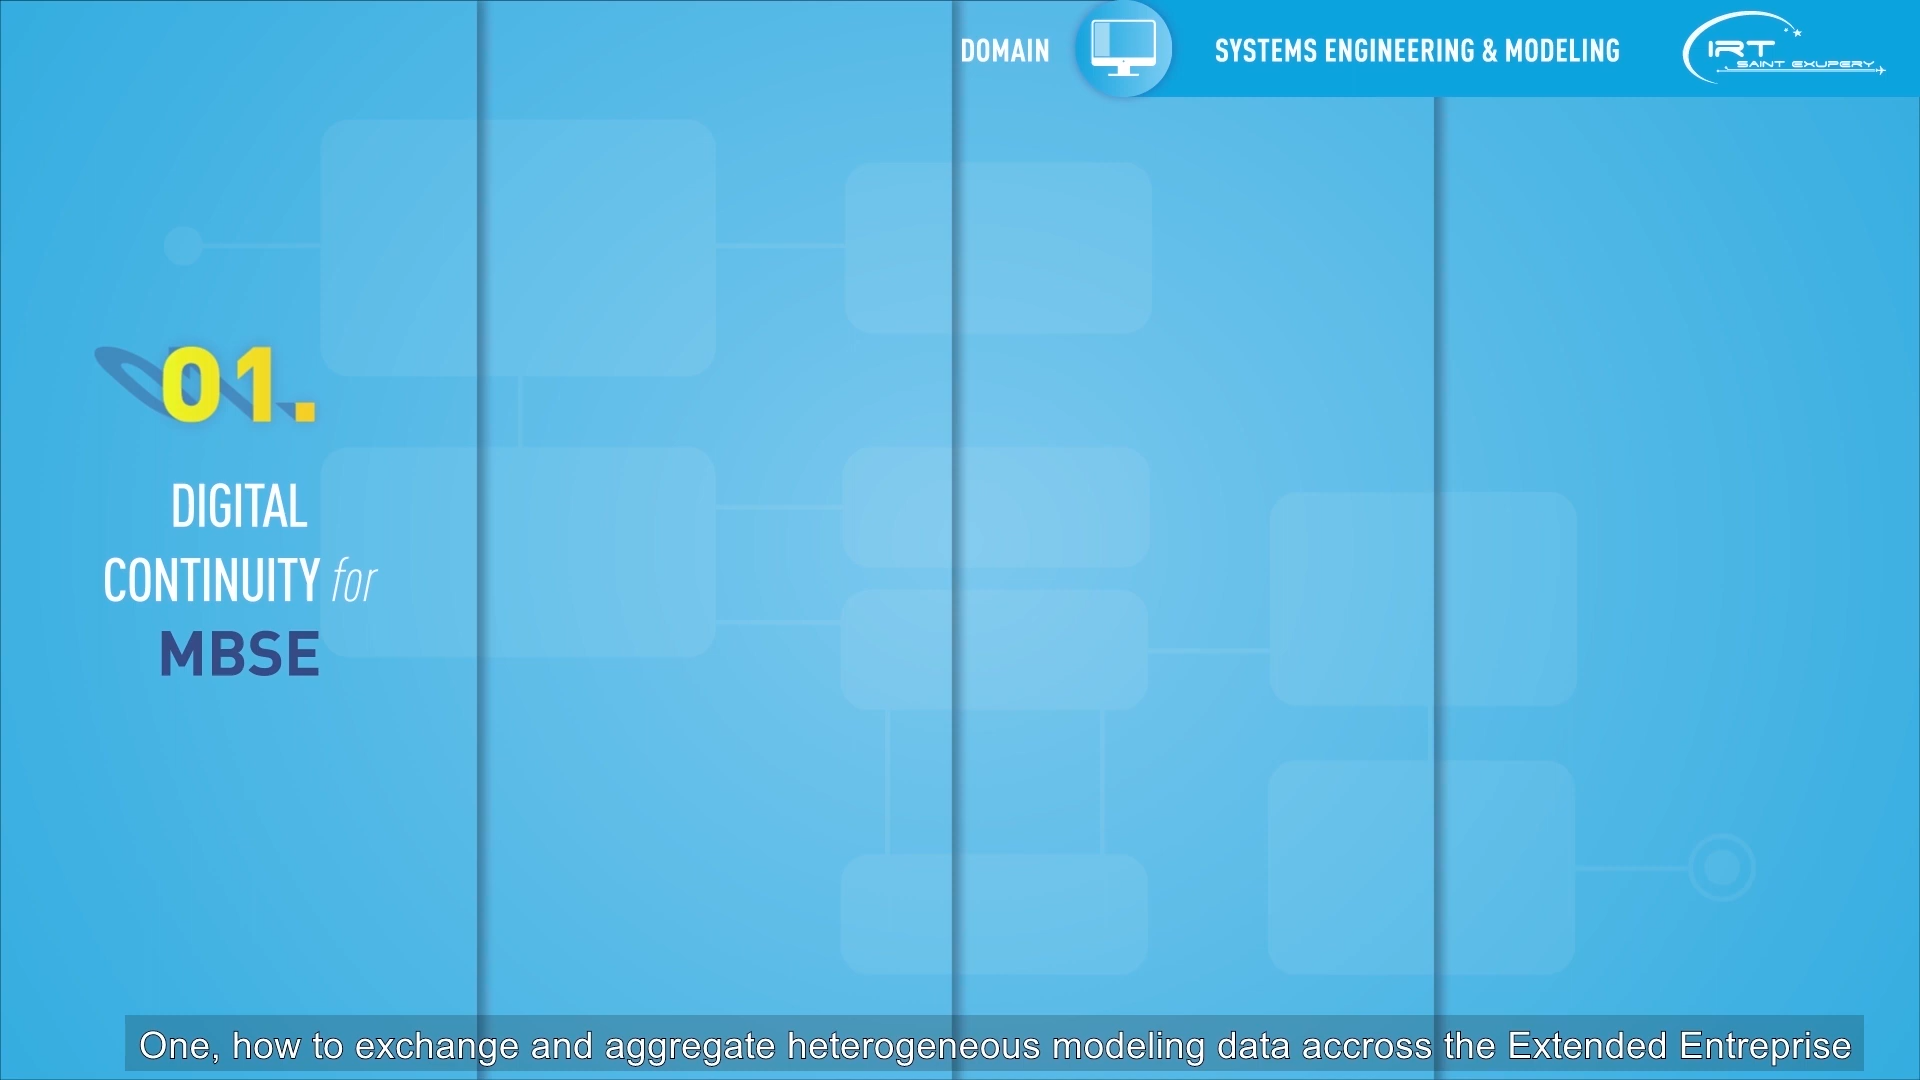 DOMAIN
SYSTEMS ENGINEERING & MODELING
IRT
SAINT EXUPERY
01.
DIGITAL
CONTINUITY for
MBSE
One, how to exchange and aggregate heterogeneous modeling data accross the Extended Entreprise